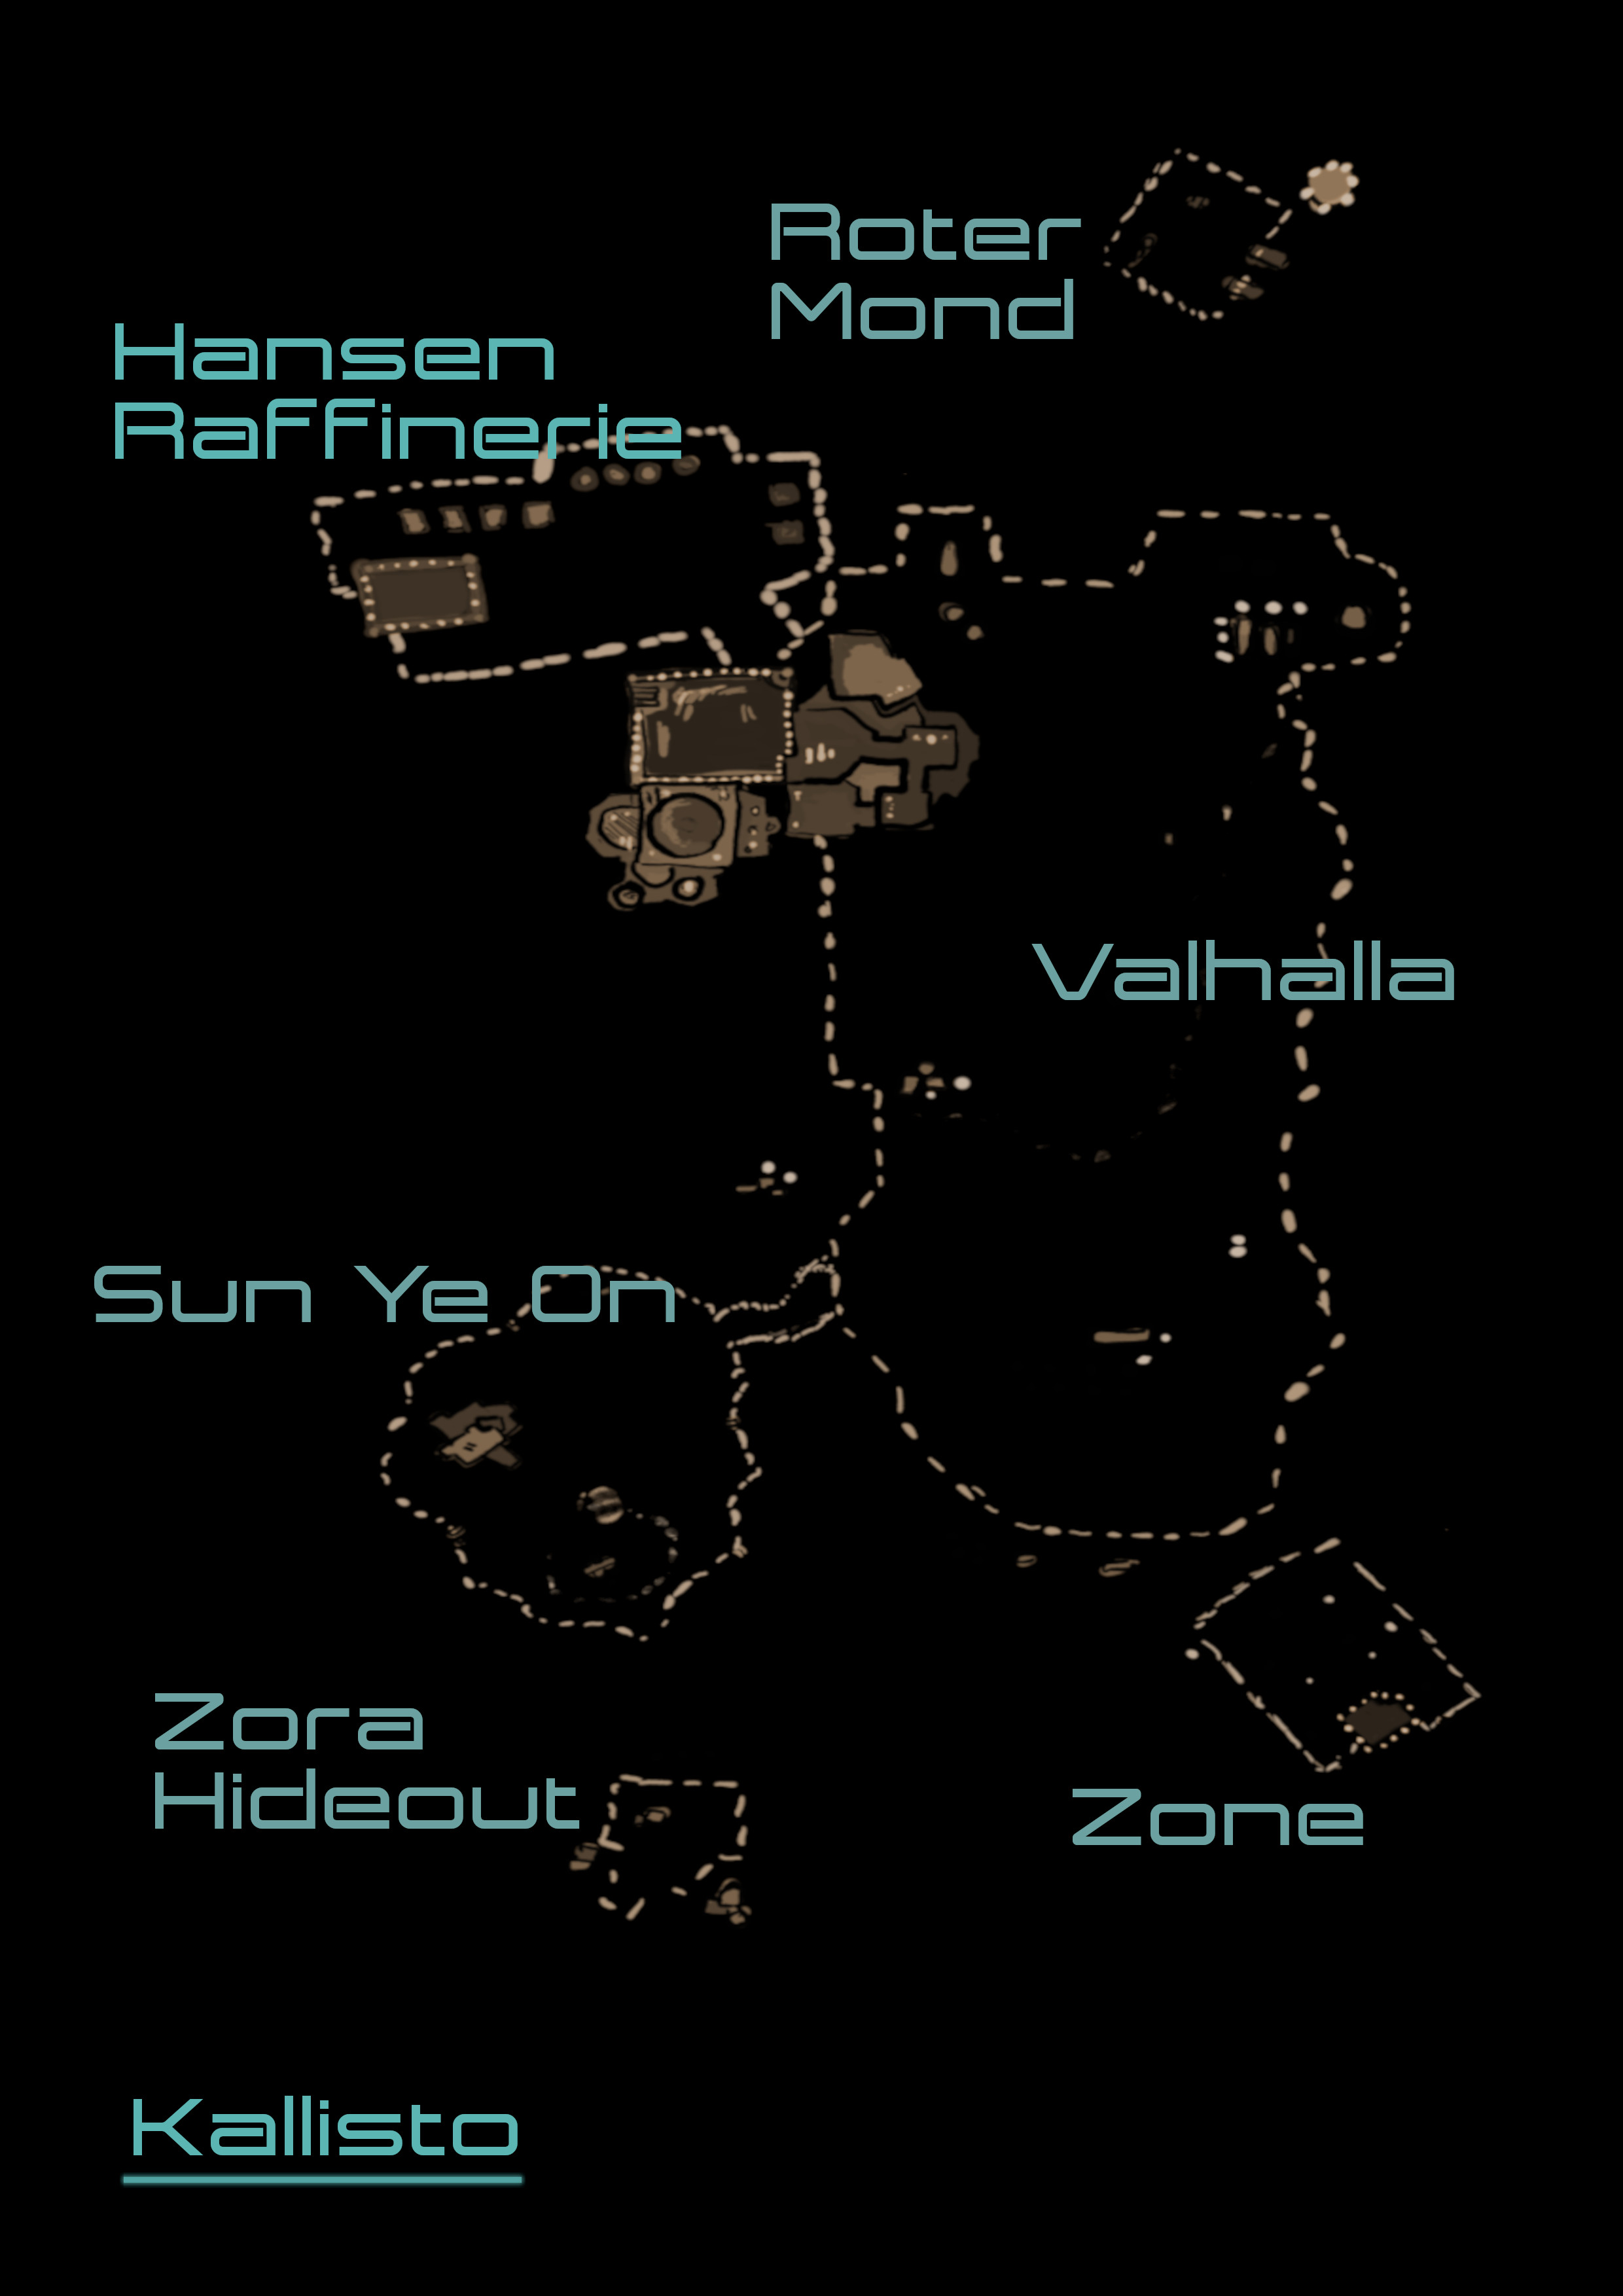 Roter
Mond
Hansen
Raffinerie
Valhalla
Sun Ye On
Zora
Hideout
Zone
Kallisto